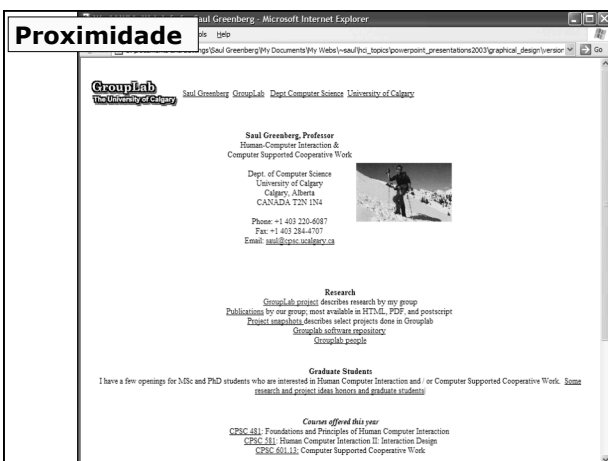 Proximidade
Saul Greenberg - Microsoft Internet Explorer
Help
Saul Greenberg\My Documents\My Webs\~saul\hci_topics\powerpoint_presentations2003\graphical_design\version
Go
GroupLab
The University of Calgary
Saul Greenberg GroupLab Dept Computer Science University of Calgary
Saul Greenberg, Professor
Human-Computer Interaction &
Computer Supported Cooperative Work
Dept. of Computer Science
University of Calgary
Calgary, Alberta
CANADA T2N 1N4
Phone: +1 403 220-6087
Fax: +1 403 284-4707
Email: saul@cpsc.ucalgary.ca
Research
GroupLab project describes research by my group
Publications by our group; most available in HTML, PDF, and postscript
Project snapshots describes select projects done in Grouplab
Grouplab software repository
Grouplab people
Graduate Students
I have a few openings for MSc and PhD students who are interested in Human Computer Interaction and / or Computer Supported Cooperative Work. Some
research and project ideas honors and graduate students
Courses offered this year
CPSC 481: Foundations and Principles of Human Computer Interaction
CPSC 581: Human Computer Interaction II: Interaction Design
CPSC 601.13: Computer Supported Cooperative Work